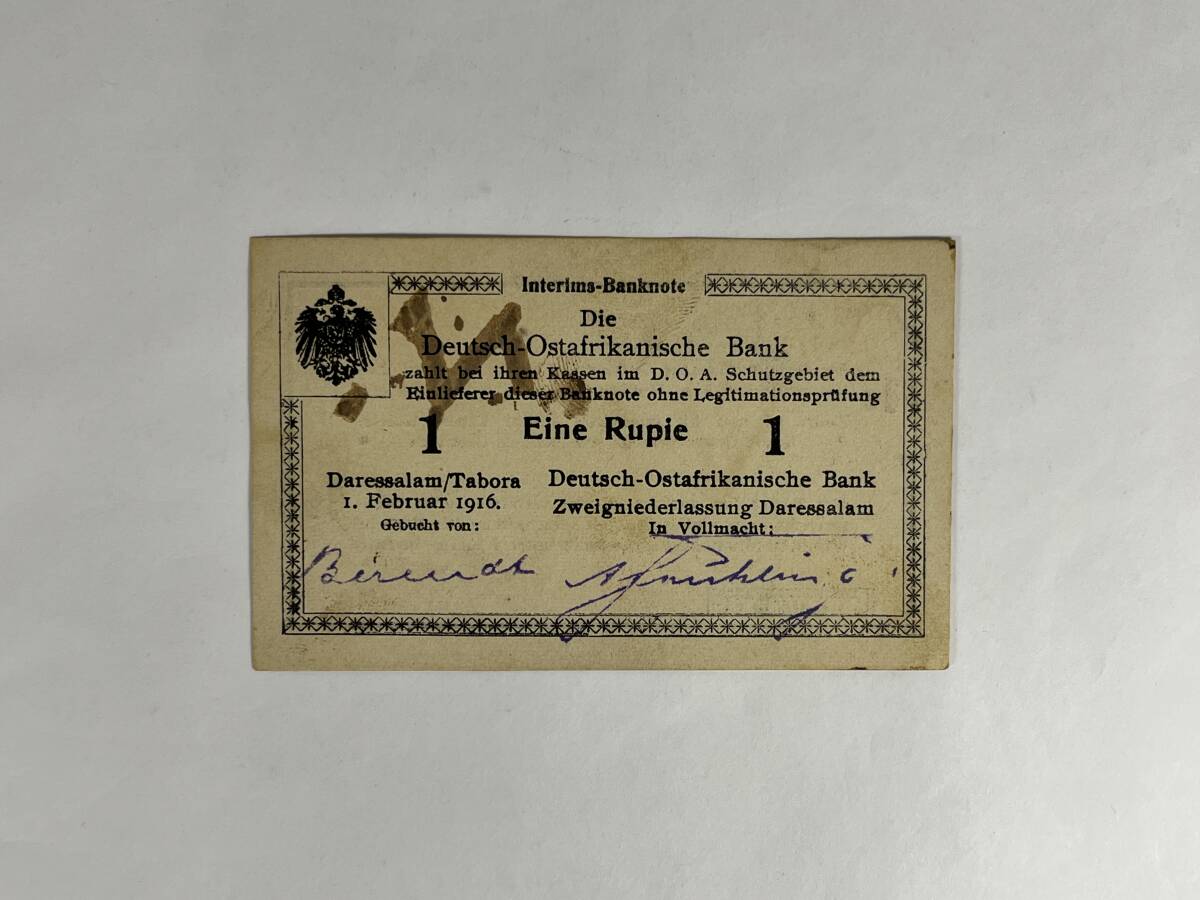 Interims-Banknote
Die
Deutsch-Ostafrikanische Bank
zahlt bei ihren Kassen im D. O. A. Schutzgebiet dem
Einlieferer dieser Banknote ohne Legitimationsprüfung
1 Eine Rupie 1
Daressalam/Tabora
1. Februar 1916.
Gebucht von:
Deutsch-Ostafrikanische Bank
Zweigniederlassung Daressalam
In Vollmacht:
Berendt